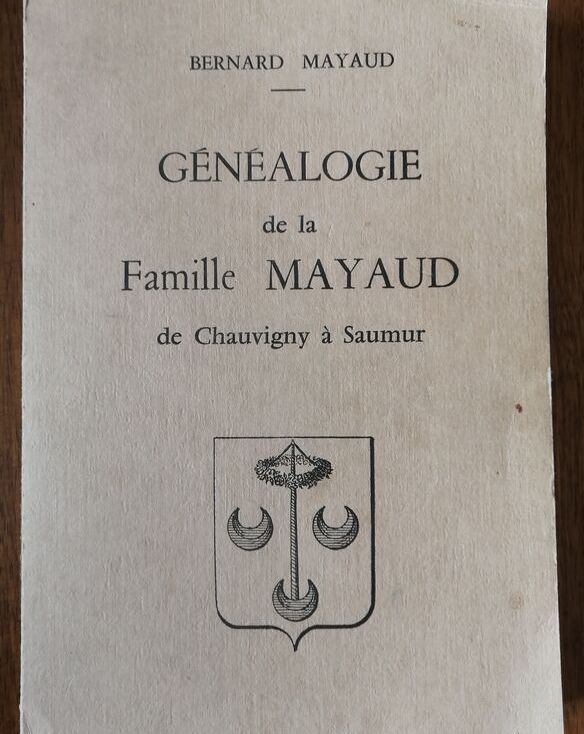 BERNARD MAYAUD
GÉNÉALOGIE
de la
Famille MAYAUD
de Chauvigny à Saumur